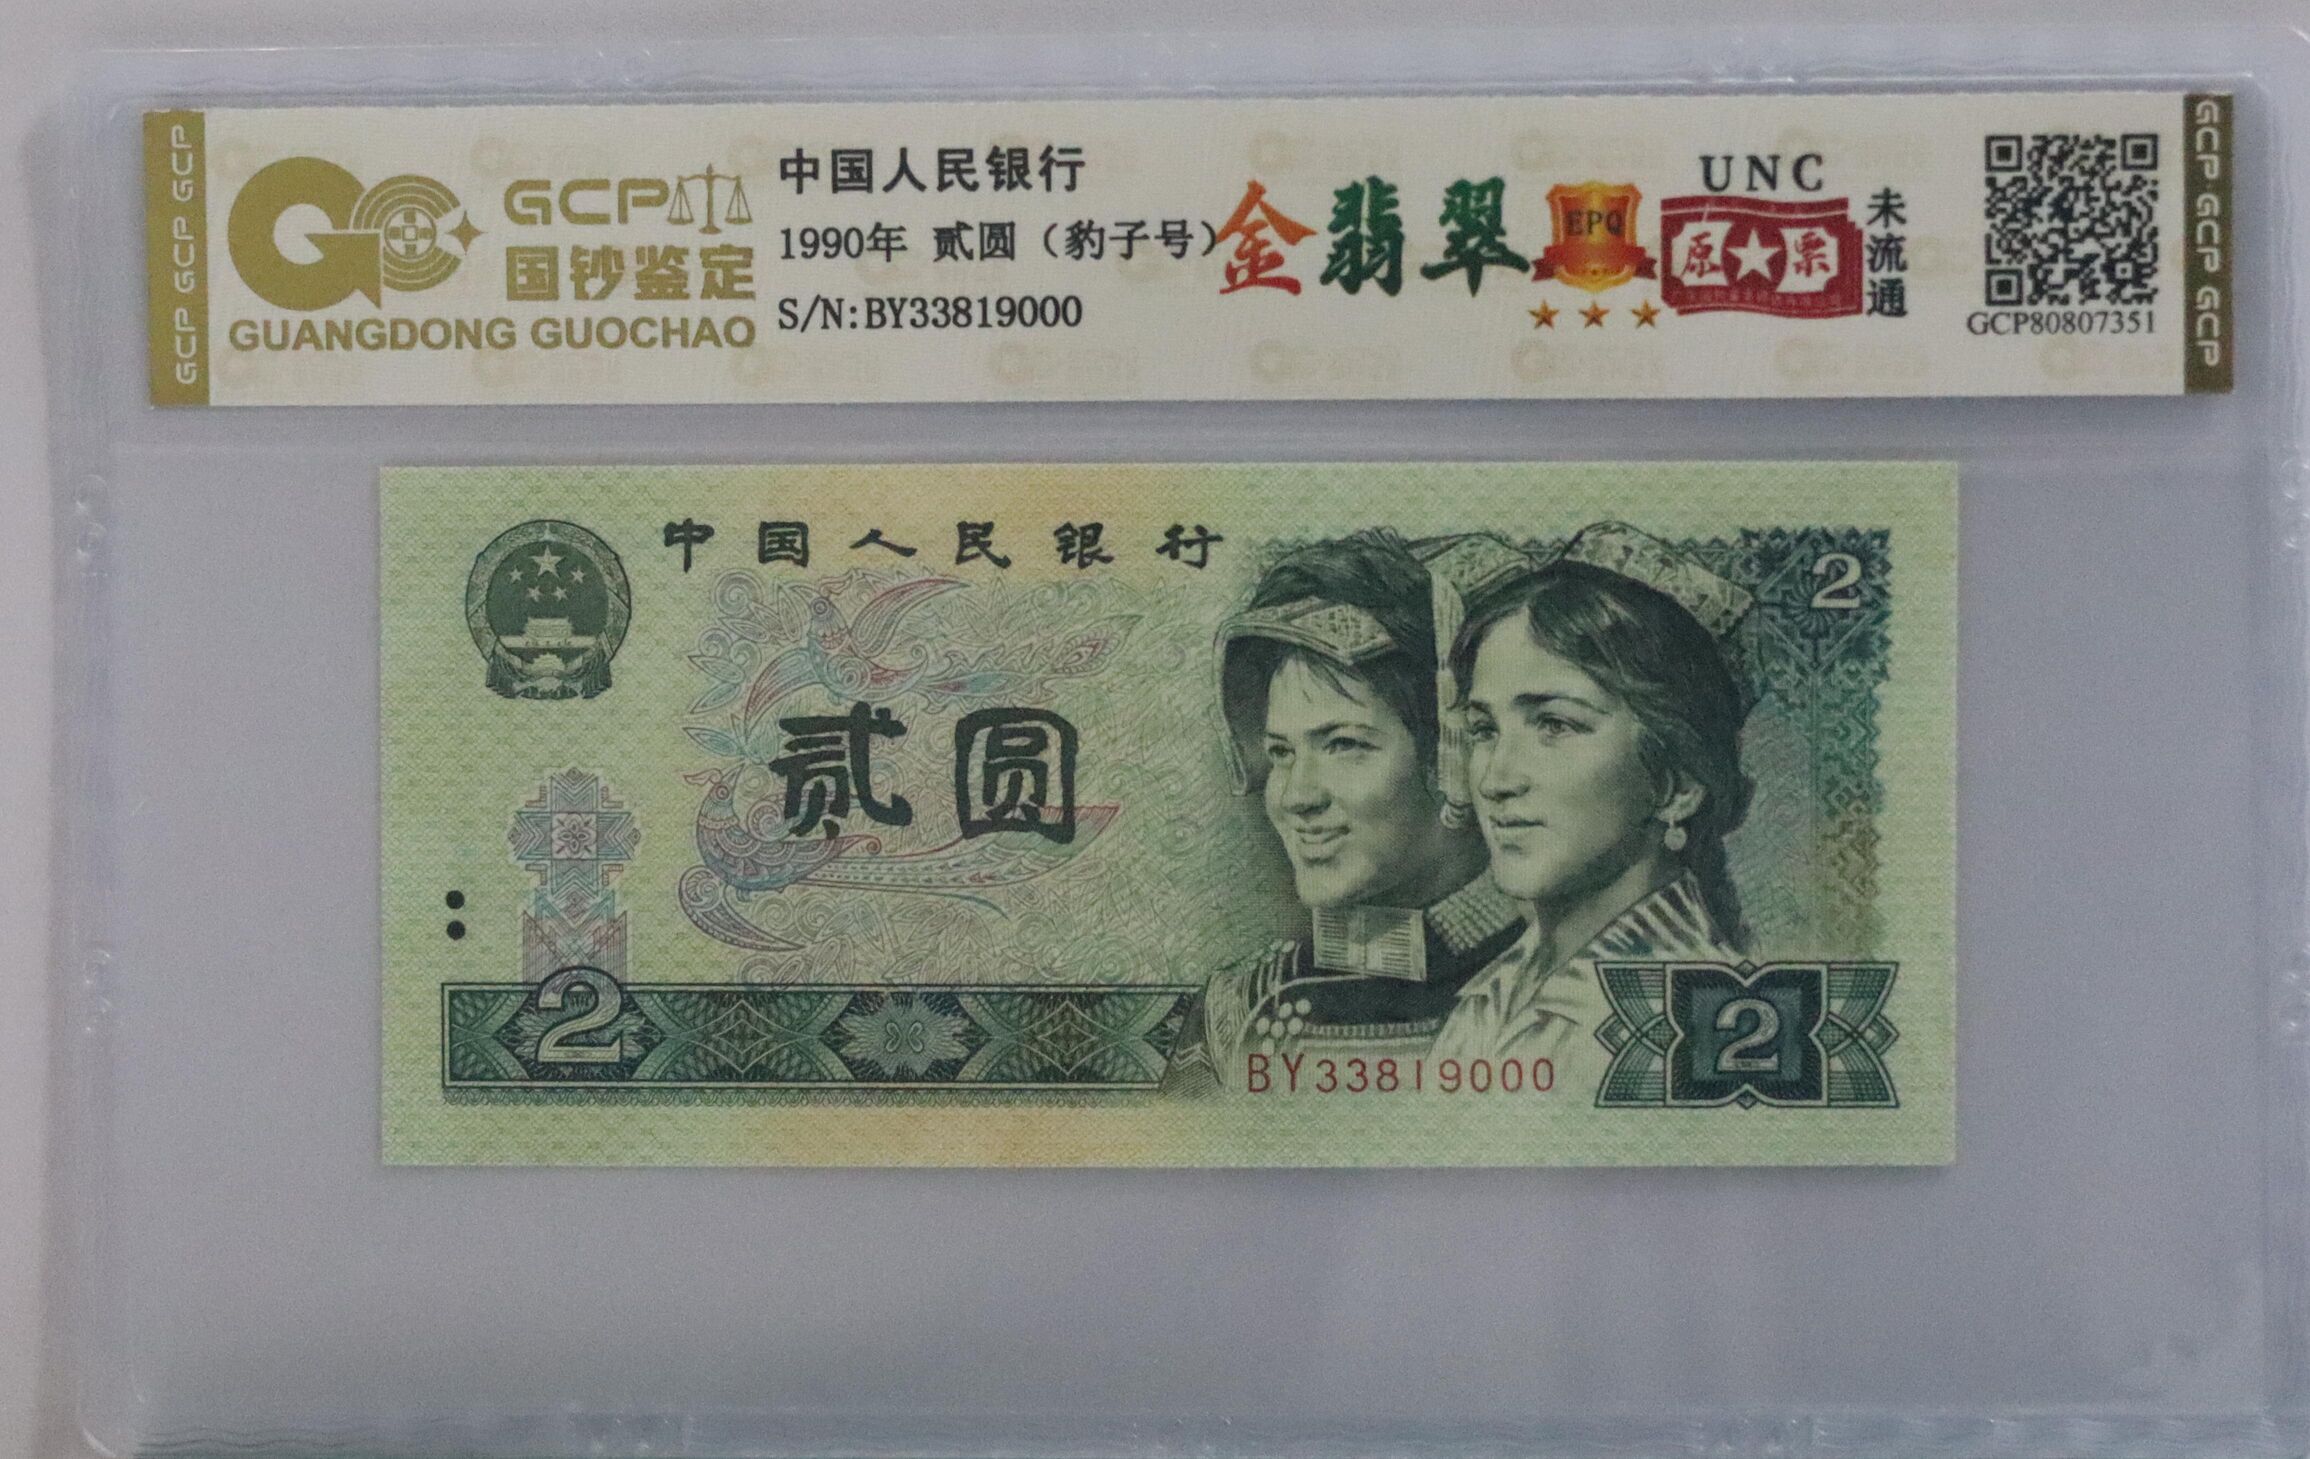 GCP GCP GCP
GCP
国钞鉴定
GUANGDONG GUOCHAO
中国人民银行
1990年 贰圆（豹子号）
S/N:BY33819000
金翡翠
EPQ
UNC
原★票
未流通
GCP80807351
GCP·GCP GCP
中国人民银行
2
贰圆
2
2
BY33819000